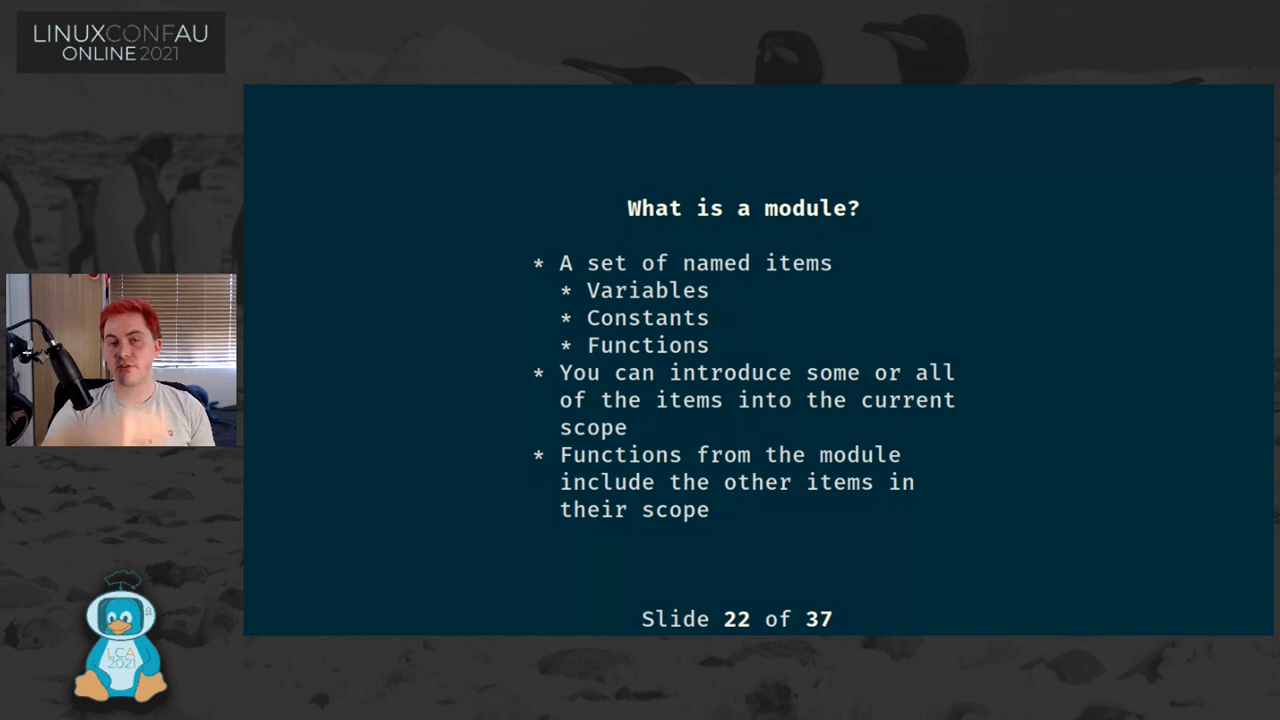 LINUXCONFAU
ONLINE 2021
What is a module?
* A set of named items
* Variables
* Constants
* Functions
* You can introduce some or all
of the items into the current
scope
* Functions from the module
include the other items in
their scope
Slide 22 of 37
LCA
2021